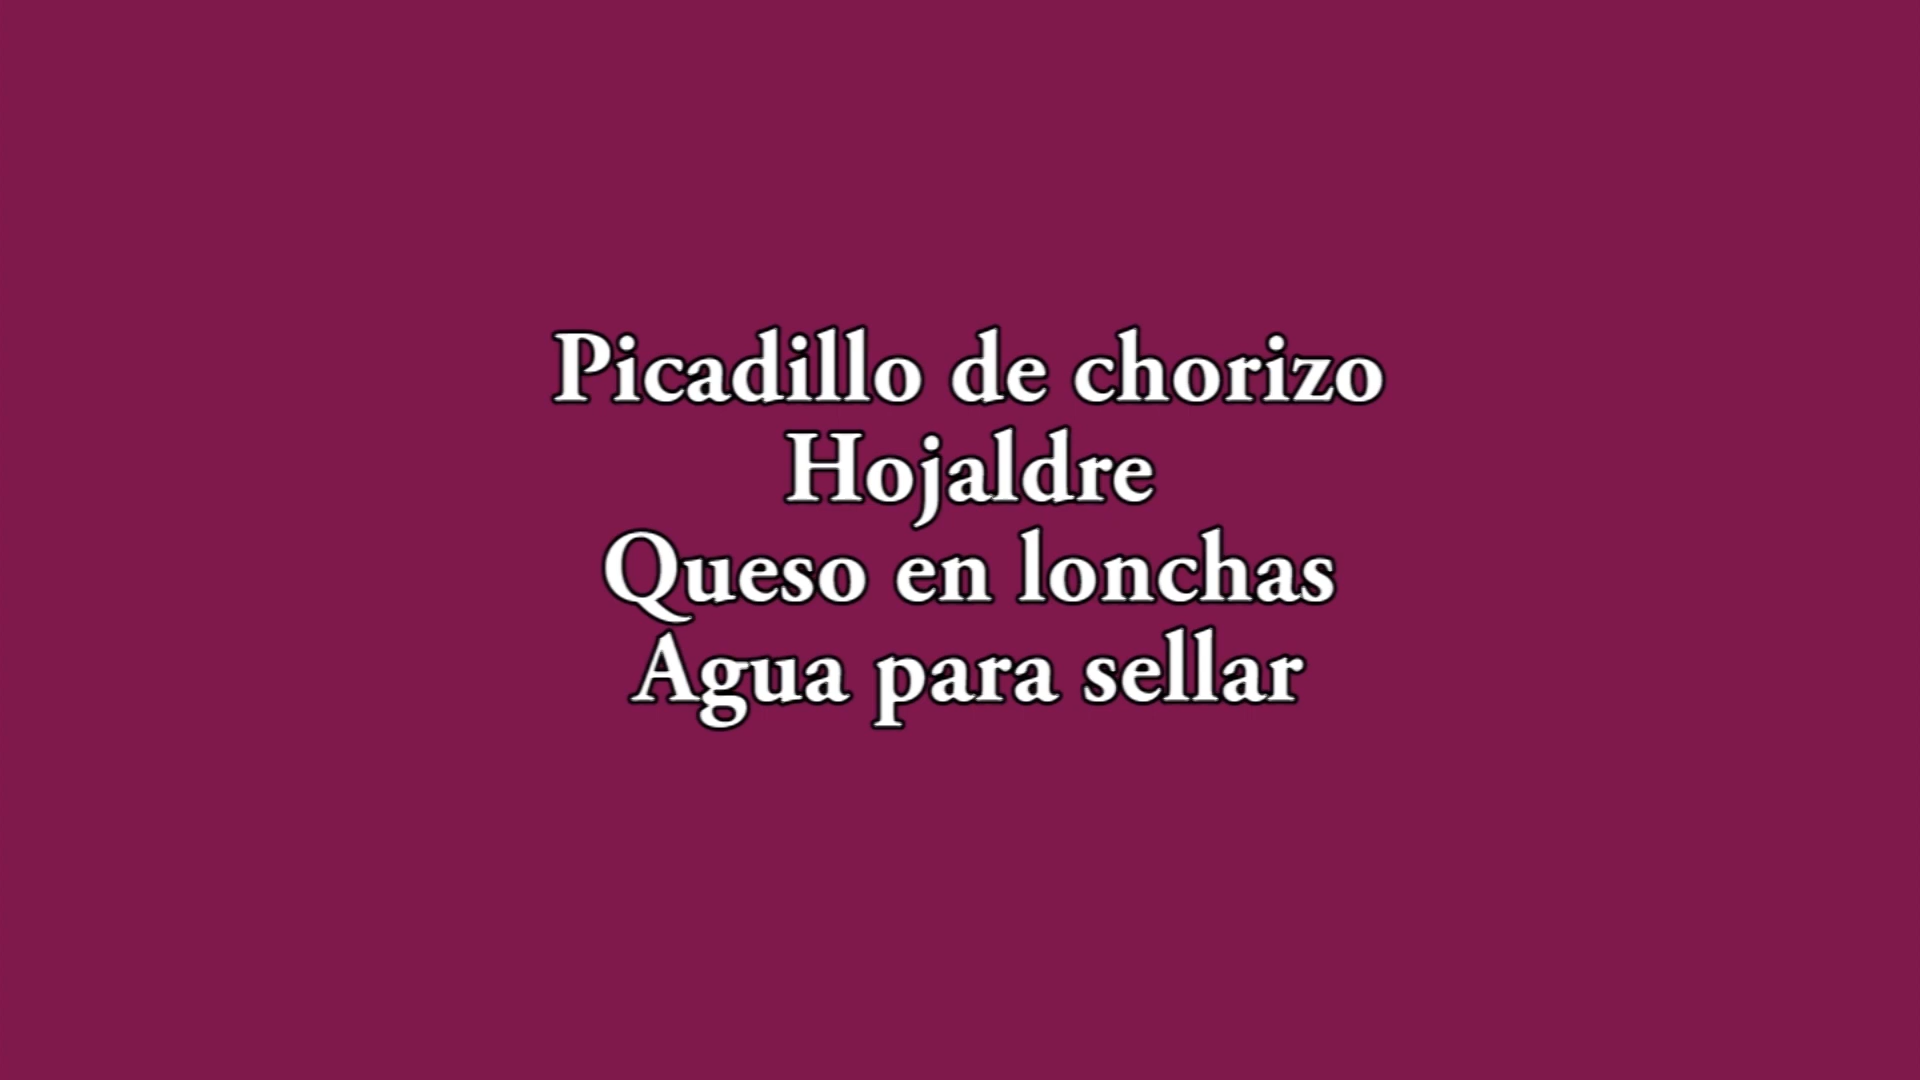 Picadillo de chorizo
Hojaldre
Queso en lonchas
Agua para sellar